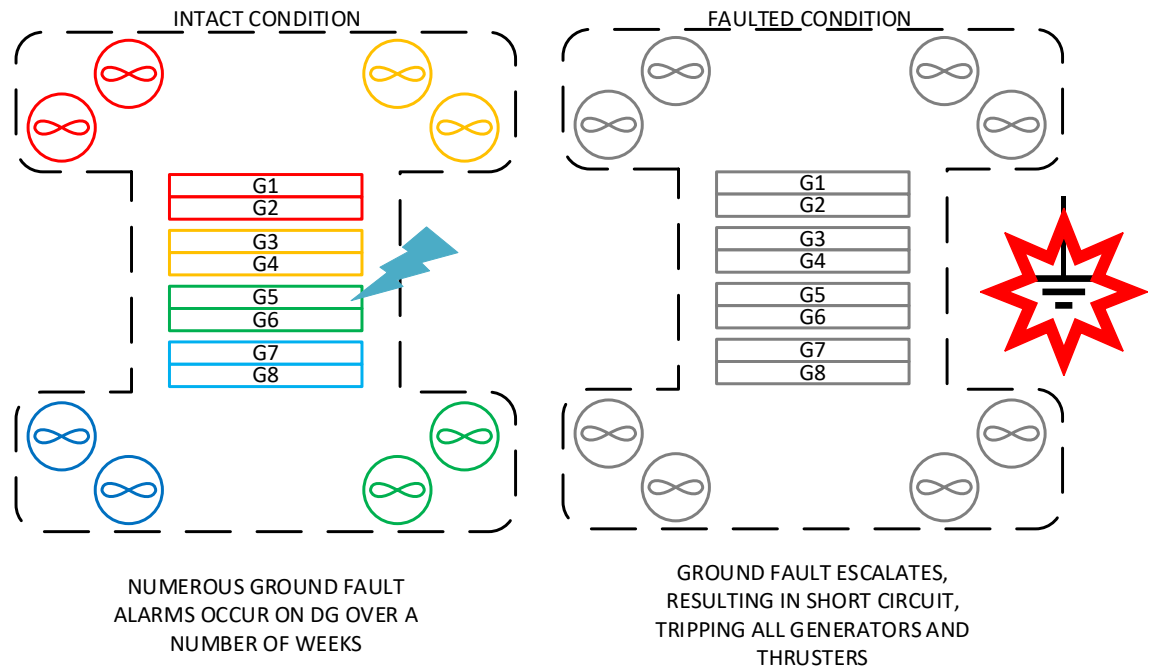 INTACT CONDITION
G1
G2
G3
G4
G5
G6
G7
G8
NUMEROUS GROUND FAULT
ALARMS OCCUR ON DG OVER A
NUMBER OF WEEKS
FAULTED CONDITION
G1
G2
G3
G4
G5
G6
G7
G8
GROUND FAULT ESCALATES,
RESULTING IN SHORT CIRCUIT,
TRIPPING ALL GENERATORS AND
THRUSTERS